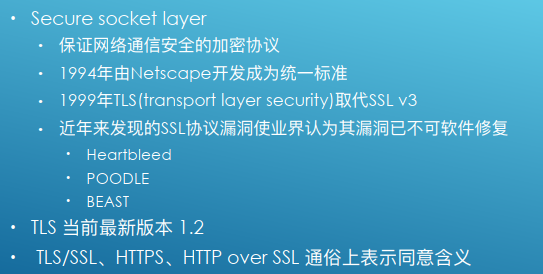 Secure socket layer
保证网络通信安全的加密协议
1994年由Netscape开发成为统一标准
1999年TLS(transport layer security)取代SSL v3
近年来发现的SSL协议漏洞使业界认为其漏洞已不可软件修复
Heartbleed
POODLE
BEAST
TLS 当前最新版本 1.2
TLS/SSL、HTTPS、HTTP over SSL 通俗上表示同意含义